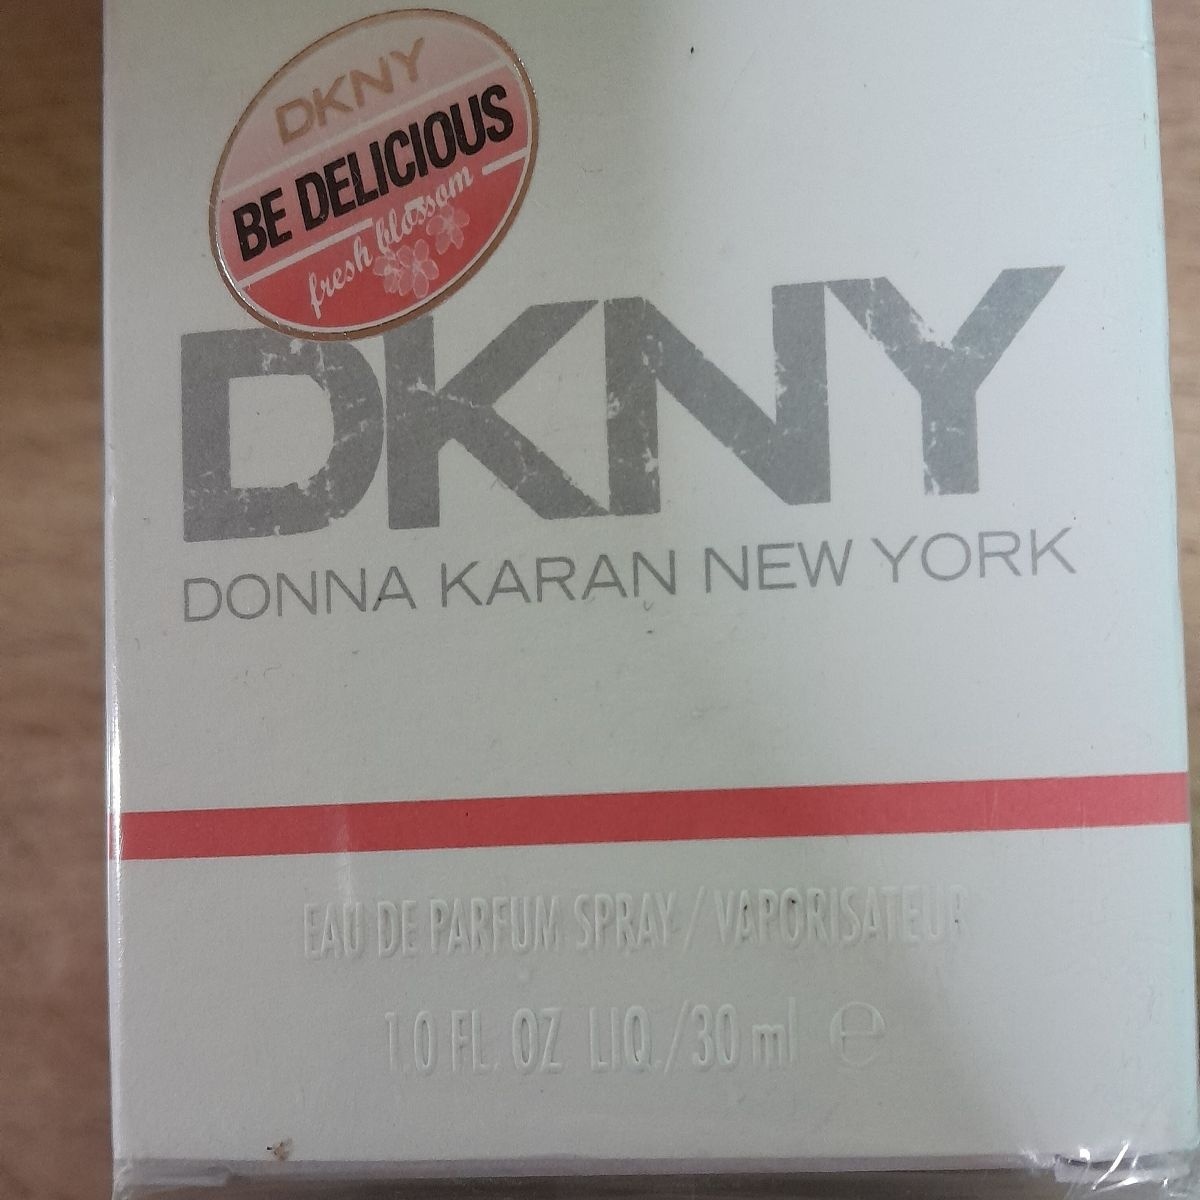 DKNY
BE DELICIOUS
fresh blossom
DKNY
DONNA KARAN NEW YORK
EAU DE PARFUM SPRAY / VAPORISATEUR
1.0 FL. OZ LIQ./30 ml ℮